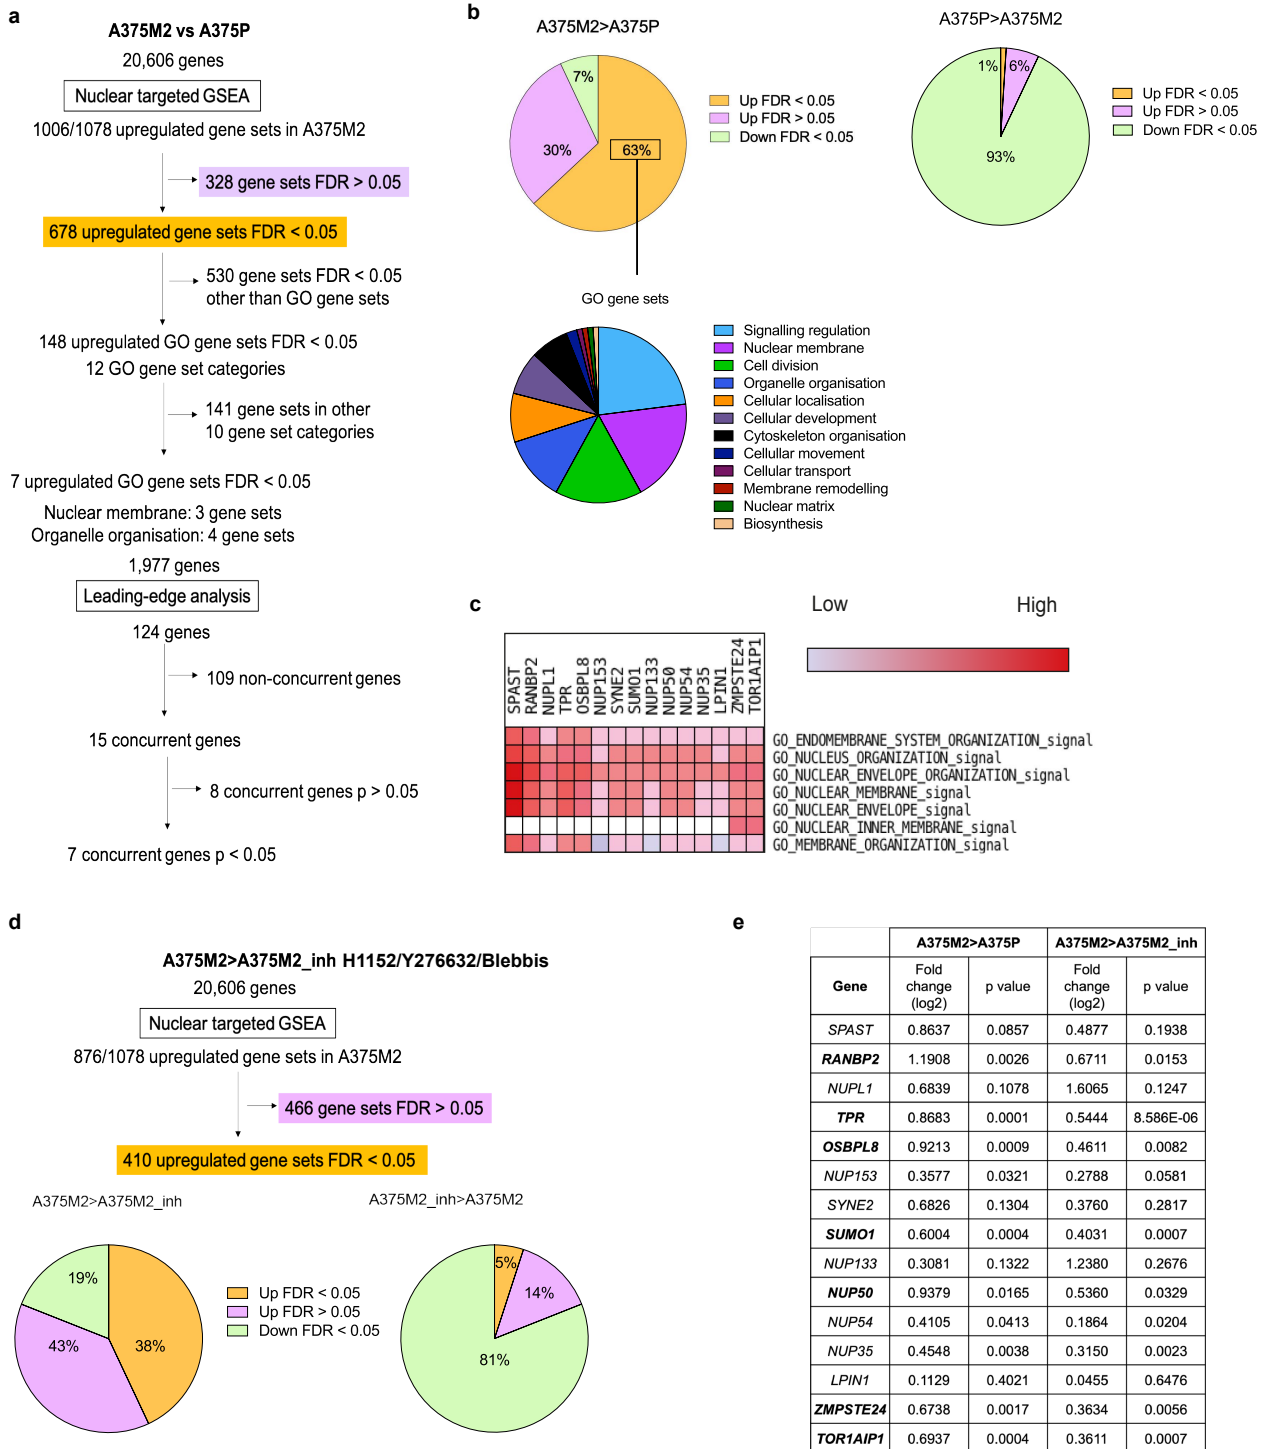 a
A375M2 vs A375P
20,606 genes
Nuclear targeted GSEA
1006/1078 upregulated gene sets in A375M2
328 gene sets FDR > 0.05
678 upregulated gene sets FDR < 0.05
530 gene sets FDR < 0.05
other than GO gene sets
148 upregulated GO gene sets FDR < 0.05
12 GO gene set categories
141 gene sets in other
10 gene set categories
7 upregulated GO gene sets FDR < 0.05
Nuclear membrane: 3 gene sets
Organelle organisation: 4 gene sets
1,977 genes
Leading-edge analysis
124 genes
109 non-concurrent genes
15 concurrent genes
8 concurrent genes p > 0.05
7 concurrent genes p < 0.05
b
A375M2>A375P
7%
30%
63%
Up FDR < 0.05
Up FDR > 0.05
Down FDR < 0.05
A375P>A375M2
1%
6%
93%
Up FDR < 0.05
Up FDR > 0.05
Down FDR < 0.05
GO gene sets
Signalling regulation
Nuclear membrane
Cell division
Organelle organisation
Cellular localisation
Cellular development
Cytoskeleton organisation
Cellullar movement
Cellular transport
Membrane remodelling
Nuclear matrix
Biosynthesis
c
Low High
SPAST
RANBP2
NUPL1
TPR
OSBPL8
NUP153
SYNE2
SUMO1
NUP133
NUP50
NUP54
NUP35
LPIN1
ZMPSTE24
TOR1AIP1
GO_ENDOMEMBRANE_SYSTEM_ORGANIZATION_signal
GO_NUCLEUS_ORGANIZATION_signal
GO_NUCLEAR_ENVELOPE_ORGANIZATION_signal
GO_NUCLEAR_MEMBRANE_signal
GO_NUCLEAR_ENVELOPE_signal
GO_NUCLEAR_INNER_MEMBRANE_signal
GO_MEMBRANE_ORGANIZATION_signal
d
A375M2>A375M2_inh H1152/Y276632/Blebbis
20,606 genes
Nuclear targeted GSEA
876/1078 upregulated gene sets in A375M2
466 gene sets FDR > 0.05
410 upregulated gene sets FDR < 0.05
A375M2>A375M2_inh
19%
43%
38%
Up FDR < 0.05
Up FDR > 0.05
Down FDR < 0.05
A375M2_inh>A375M2
5%
14%
81%
e
A375M2>A375P A375M2>A375M2_inh
Gene Fold change (log2) p value Fold change (log2) p value
SPAST 0.8637 0.0857 0.4877 0.1938
RANBP2 1.1908 0.0026 0.6711 0.0153
NUPL1 0.6839 0.1078 1.6065 0.1247
TPR 0.8683 0.0001 0.5444 8.586E-06
OSBPL8 0.9213 0.0009 0.4611 0.0082
NUP153 0.3577 0.0321 0.2788 0.0581
SYNE2 0.6826 0.1304 0.3760 0.2817
SUMO1 0.6004 0.0004 0.4031 0.0007
NUP133 0.3081 0.1322 1.2380 0.2676
NUP50 0.9379 0.0165 0.5360 0.0329
NUP54 0.4105 0.0413 0.1864 0.0204
NUP35 0.4548 0.0038 0.3150 0.0023
LPIN1 0.1129 0.4021 0.0455 0.6476
ZMPSTE24 0.6738 0.0017 0.3634 0.0056
TOR1AIP1 0.6937 0.0004 0.3611 0.0007